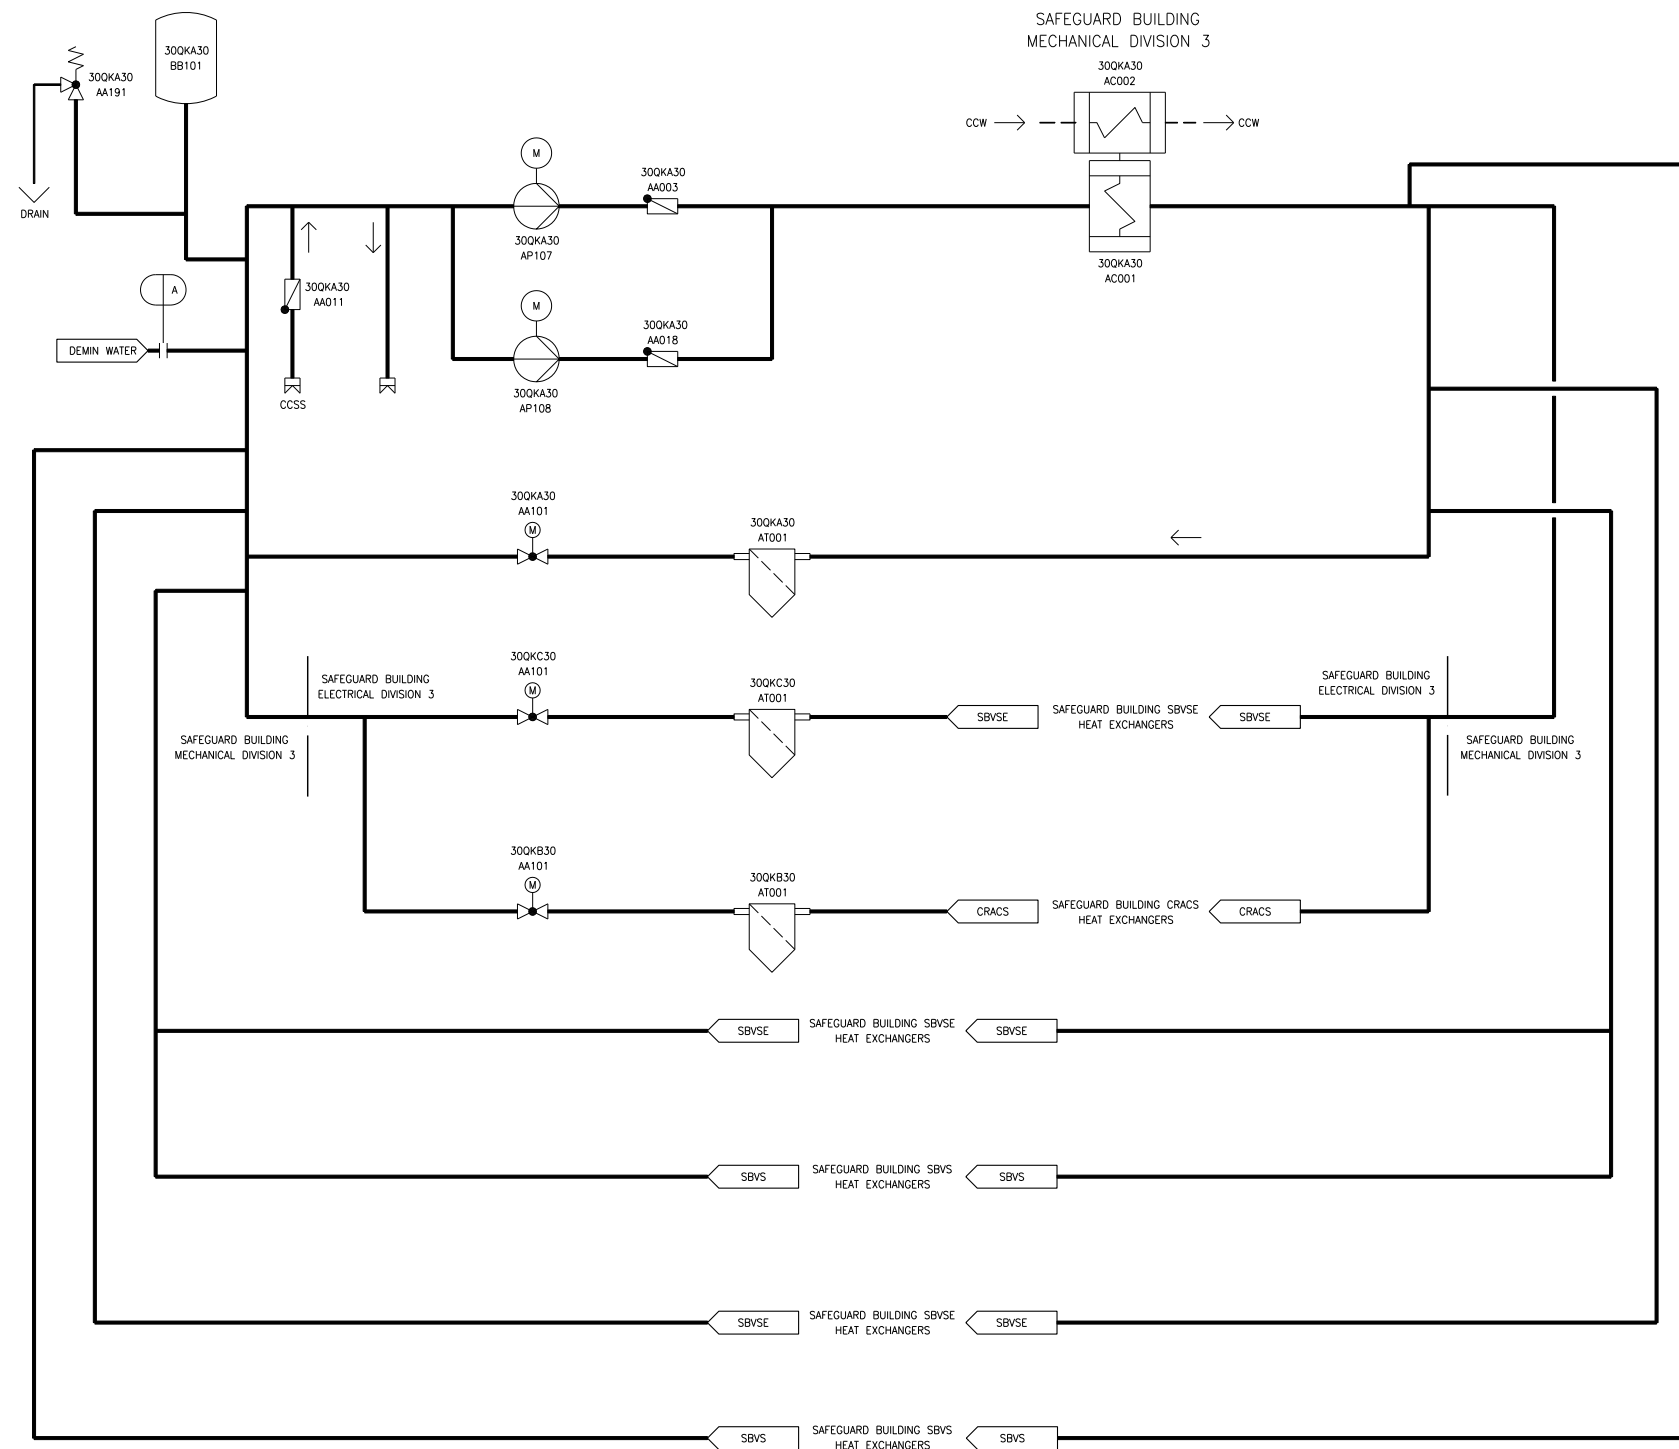 SAFEGUARD BUILDING
MECHANICAL DIVISION 3
30QKA30
BB101
30QKA30
AA191
DRAIN
30QKA30
AC002
CCW
CCW
M
30QKA30
AA003
30QKA30
AP107
30QKA30
AC001
A
30QKA30
AA011
M
30QKA30
AA018
DEMIN WATER
30QKA30
AP108
CCSS
30QKA30
AA101
M
30QKA30
AT001
SAFEGUARD BUILDING
ELECTRICAL DIVISION 3
30QKC30
AA101
M
30QKC30
AT001
SAFEGUARD BUILDING
ELECTRICAL DIVISION 3
SBVSE
SAFEGUARD BUILDING SBVSE
HEAT EXCHANGERS
SBVSE
SAFEGUARD BUILDING
MECHANICAL DIVISION 3
SAFEGUARD BUILDING
MECHANICAL DIVISION 3
30QKB30
AA101
M
30QKB30
AT001
CRACS
SAFEGUARD BUILDING CRACS
HEAT EXCHANGERS
CRACS
SBVSE
SAFEGUARD BUILDING SBVSE
HEAT EXCHANGERS
SBVSE
SBVS
SAFEGUARD BUILDING SBVS
HEAT EXCHANGERS
SBVS
SBVSE
SAFEGUARD BUILDING SBVSE
HEAT EXCHANGERS
SBVSE
SBVS
SAFEGUARD BUILDING SBVS
HEAT EXCHANGERS
SBVS